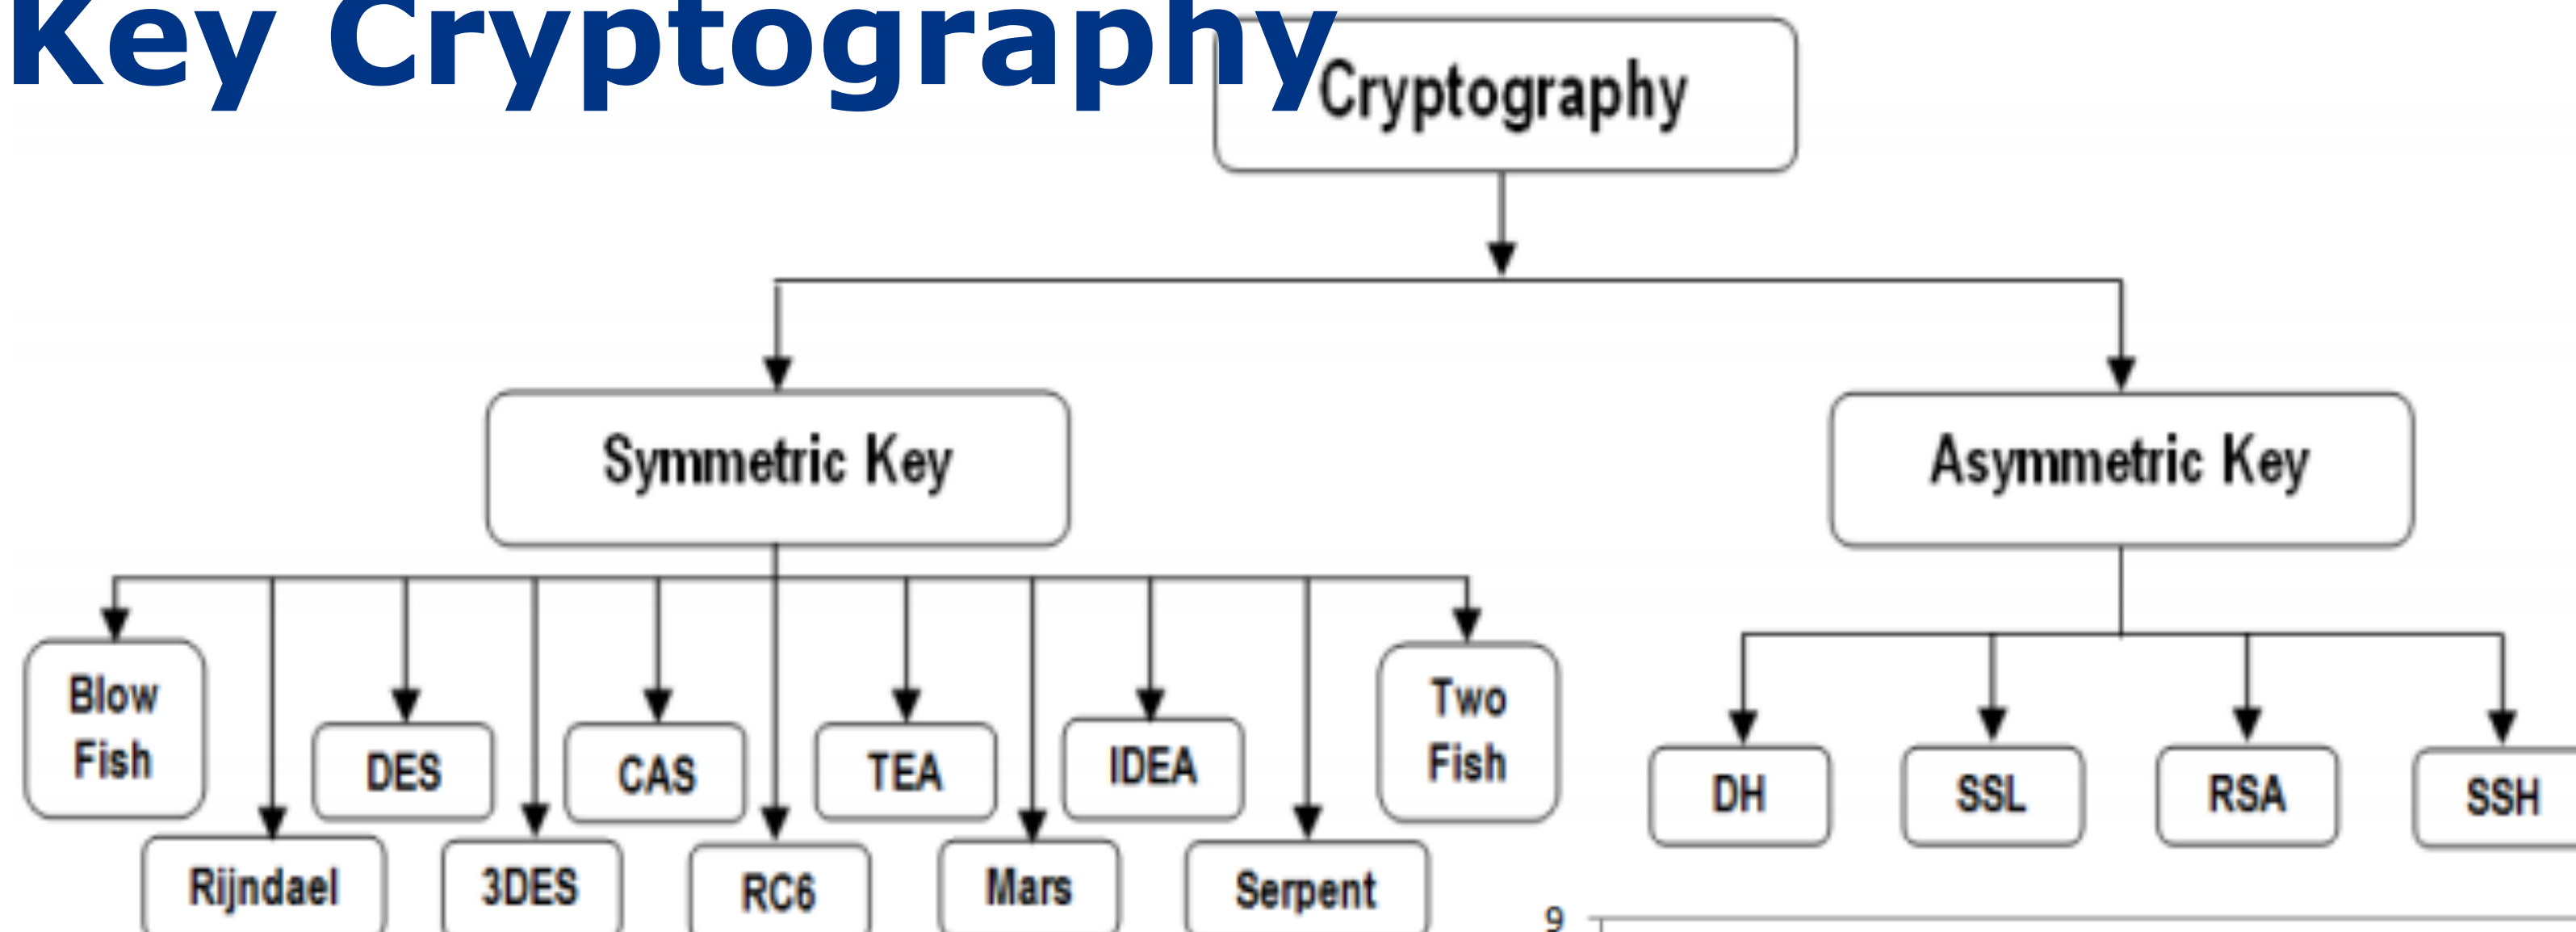 Key Cryptography
Cryptography
Symmetric Key
Asymmetric Key
Blow
Fish
Rijndael
DES
3DES
CAS
RC6
TEA
Mars
IDEA
Serpent
Two
Fish
DH
SSL
RSA
SSH
9